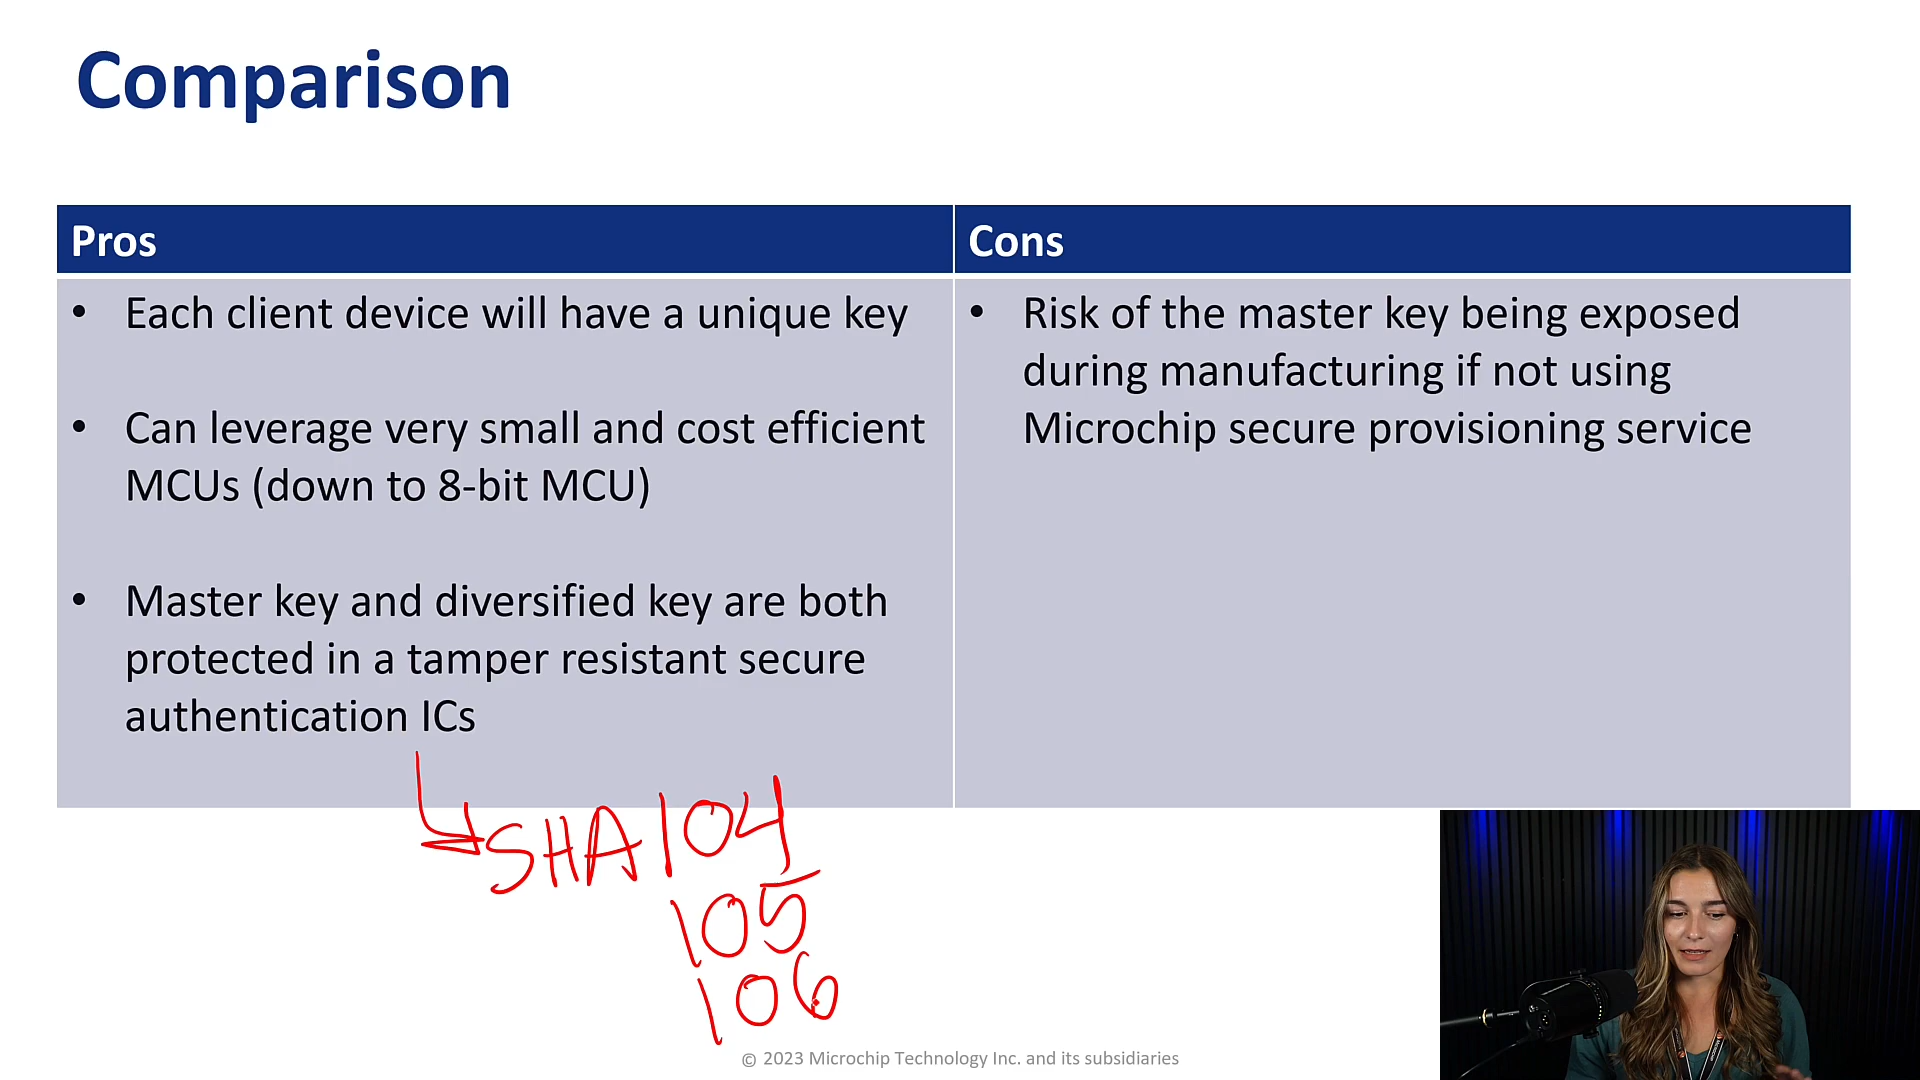 Comparison
Pros
Cons
• Each client device will have a unique key
• Can leverage very small and cost efficient
MCUs (down to 8-bit MCU)
• Master key and diversified key are both
protected in a tamper resistant secure
authentication ICs
• Risk of the master key being exposed
during manufacturing if not using
Microchip secure provisioning service
SHA104
105
106
© 2023 Microchip Technology Inc. and its subsidiaries